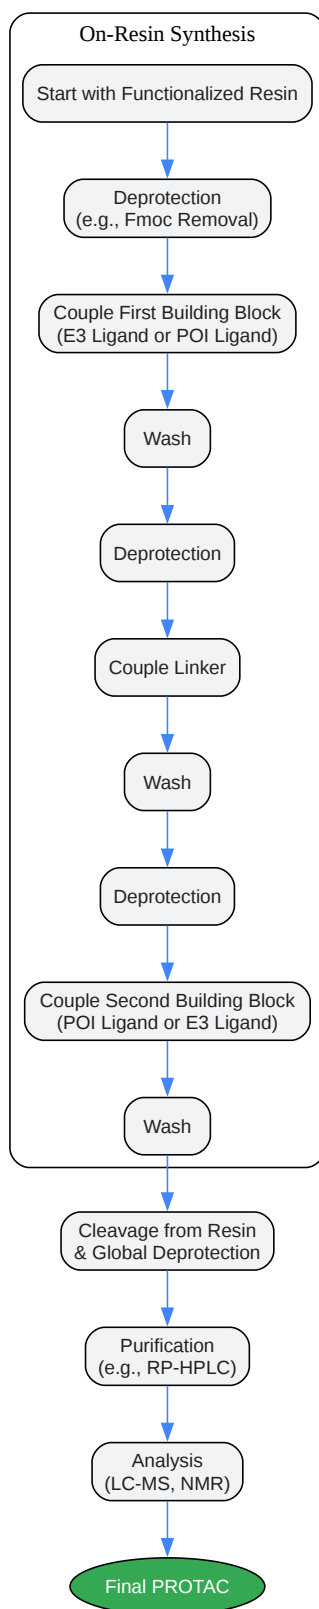 On-Resin Synthesis
Start with Functionalized Resin
Deprotection
(e.g., Fmoc Removal)
Couple First Building Block
(E3 Ligand or POI Ligand)
Wash
Deprotection
Couple Linker
Wash
Deprotection
Couple Second Building Block
(POI Ligand or E3 Ligand)
Wash
Cleavage from Resin
& Global Deprotection
Purification
(e.g., RP-HPLC)
Analysis
(LC-MS, NMR)
Final PROTAC